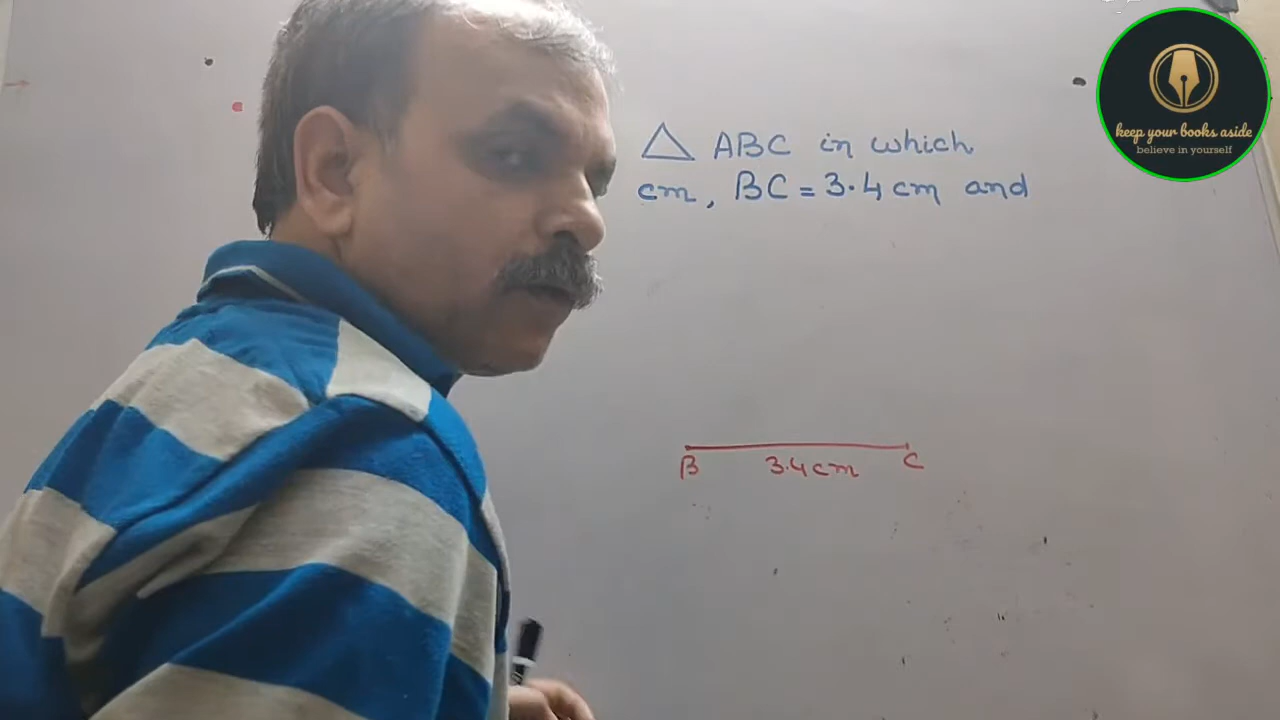 △ ABC in which
cm, BC = 3.4 cm and
B 3.4 cm C
keep your books aside
believe in yourself